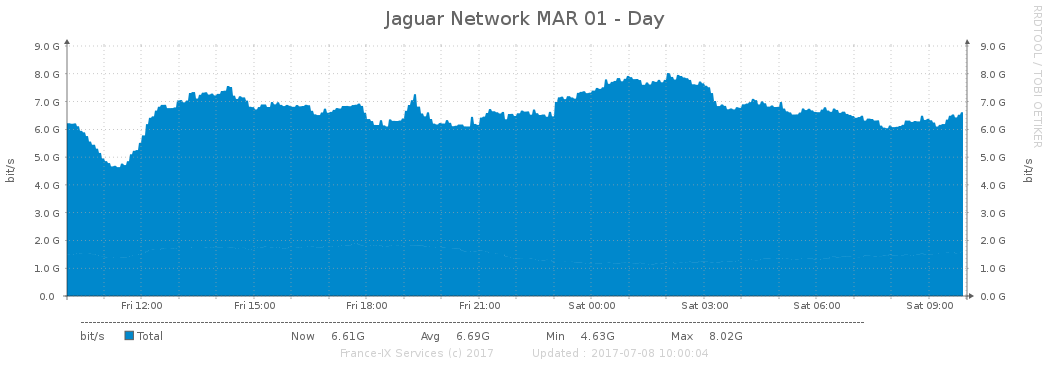 Jaguar Network MAR 01 - Day
RRDTOOL / TOBI OETIKER
9.0 G 9.0 G
8.0 G 8.0 G
7.0 G 7.0 G
6.0 G 6.0 G
5.0 G 5.0 G
4.0 G 4.0 G
3.0 G 3.0 G
2.0 G 2.0 G
1.0 G 1.0 G
0.0 0.0 G
bit/s bit/s
Fri 12:00 Fri 15:00 Fri 18:00 Fri 21:00 Sat 00:00 Sat 03:00 Sat 06:00 Sat 09:00
bit/s Total Now 6.61G Avg 6.69G Min 4.63G Max 8.02G
France-IX Services (c) 2017 Updated : 2017-07-08 10:00:04